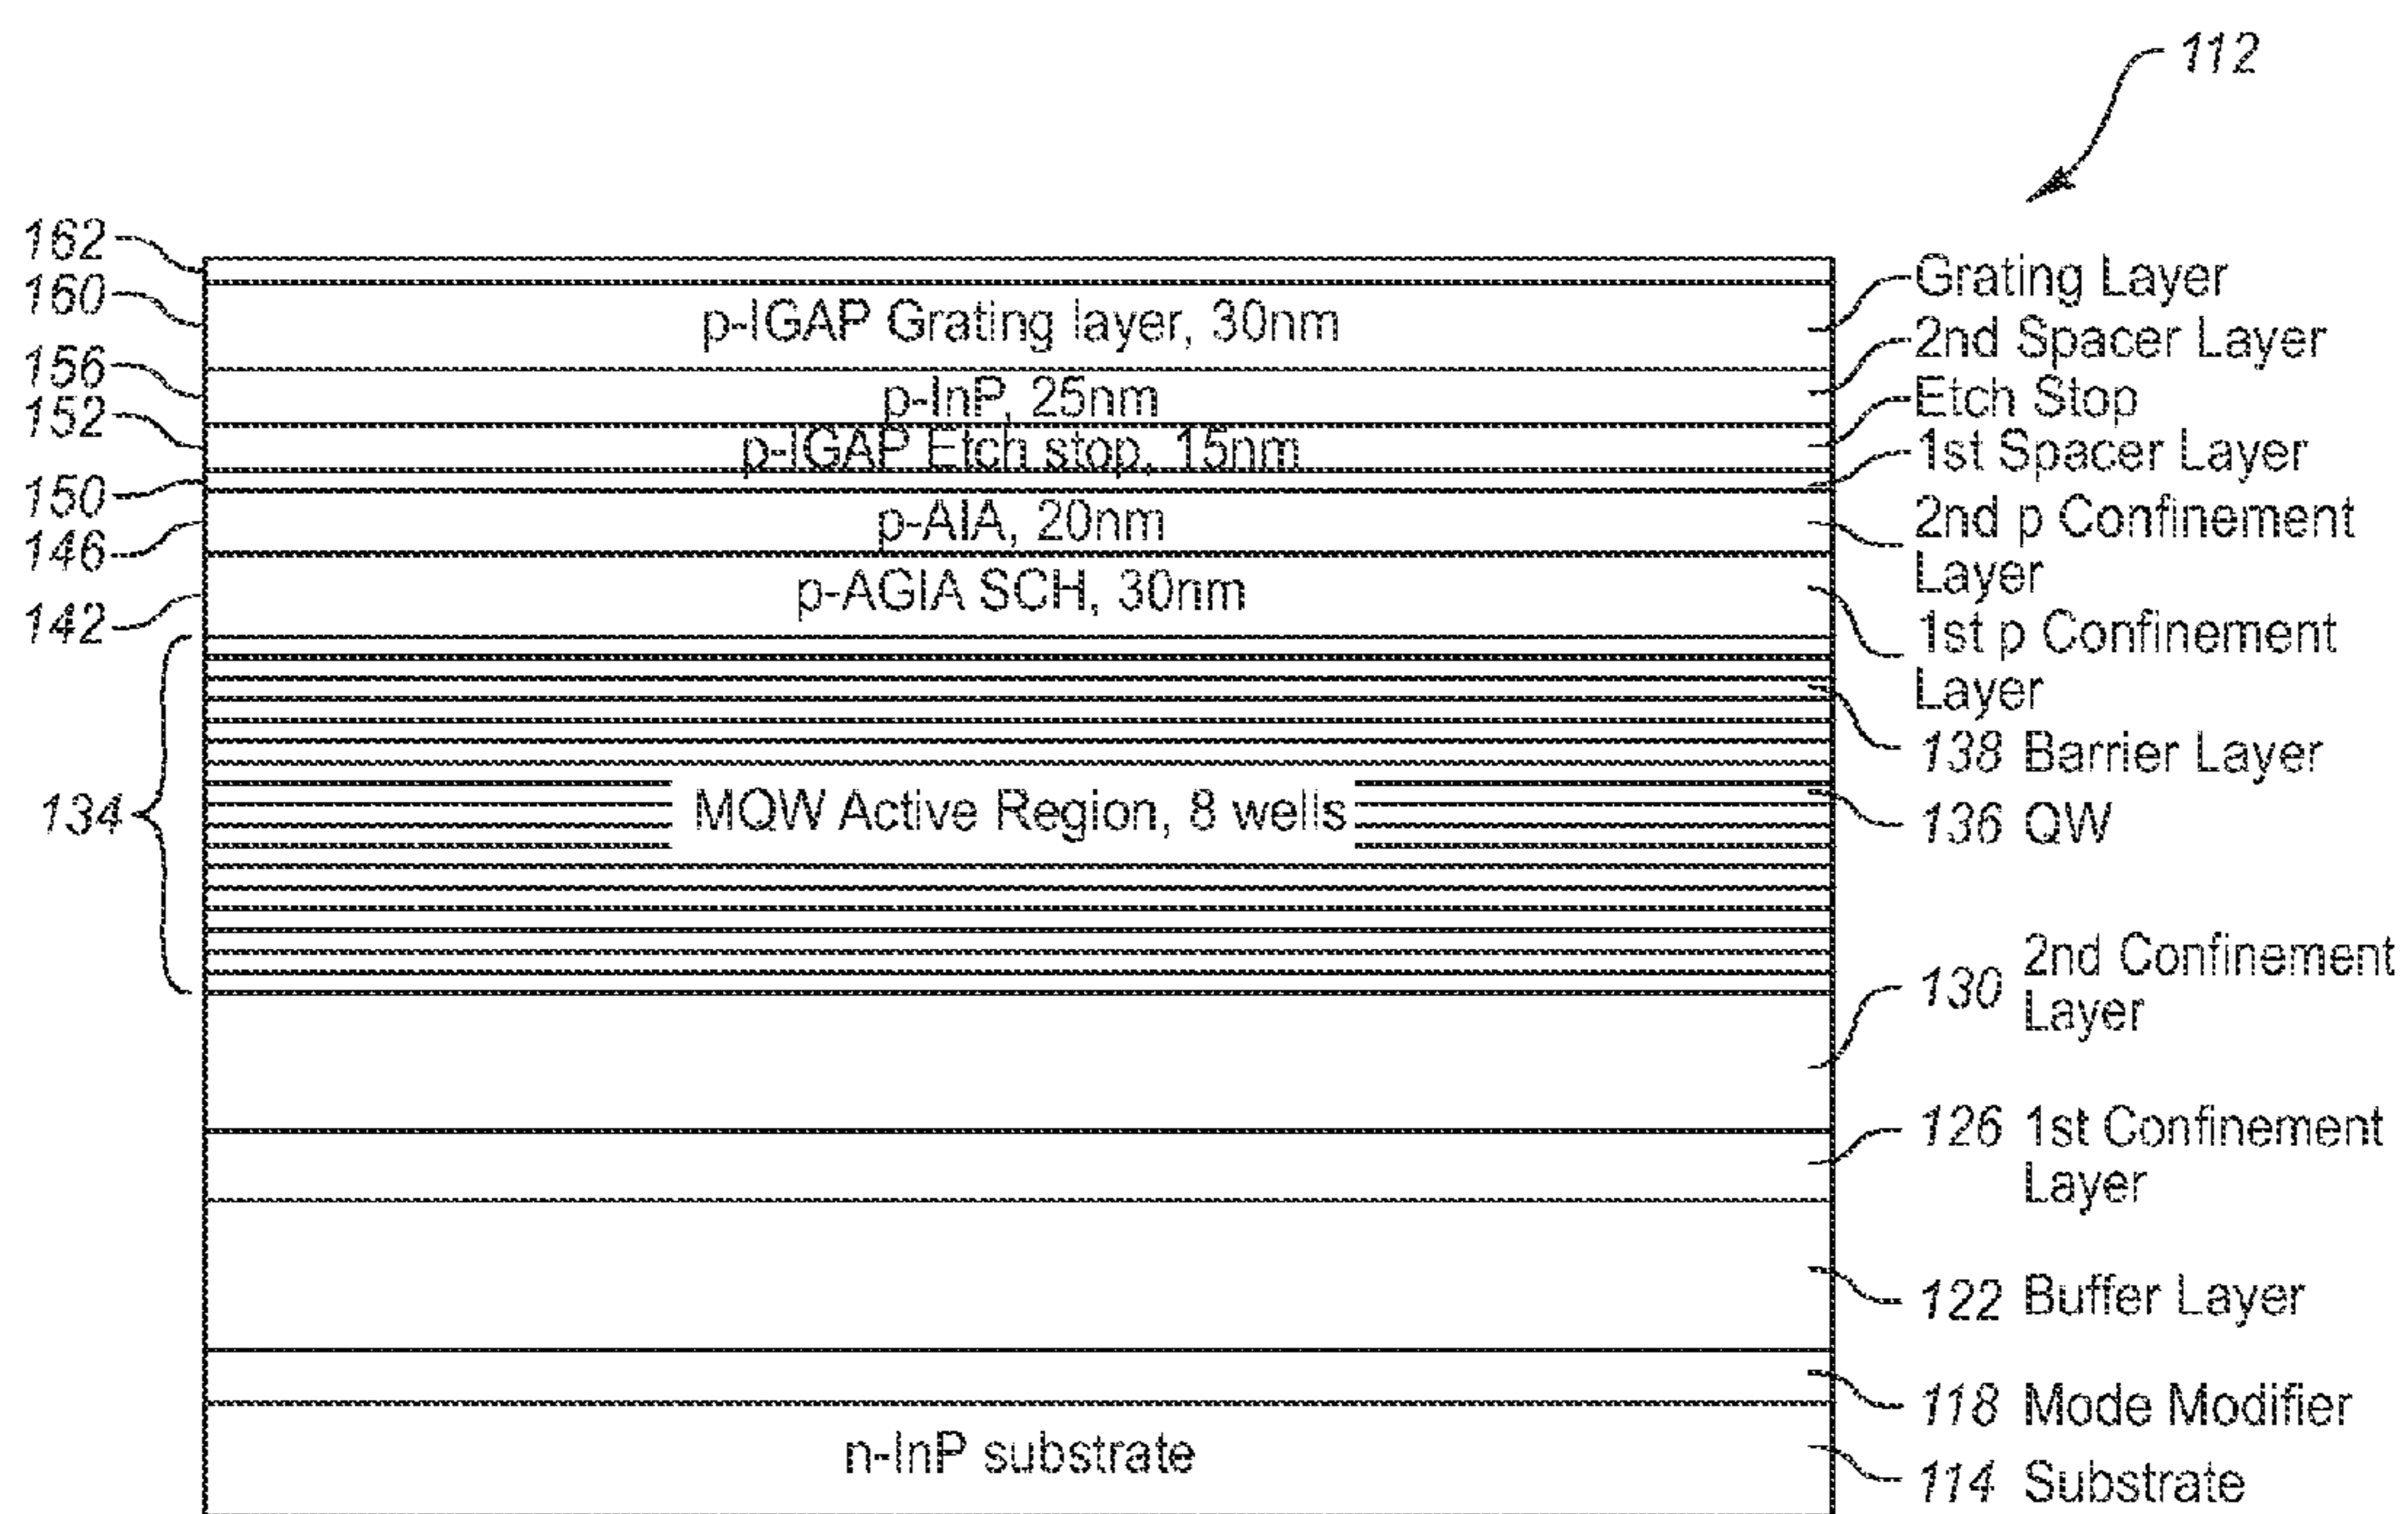 112
162
160
156
152
150
146
142
134
p-IGAP Grating layer, 30nm
p-InP, 25nm
p-IGAP Etch stop, 15nm
p-AIA, 20nm
p-AGIA SCH, 30nm
MQW Active Region, 8 wells
n-InP substrate
Grating Layer
2nd Spacer Layer
Etch Stop
1st Spacer Layer
2nd p Confinement
Layer
1st p Confinement
Layer
138 Barrier Layer
136 QW
130 2nd Confinement
Layer
126 1st Confinement
Layer
122 Buffer Layer
118 Mode Modifier
114 Substrate